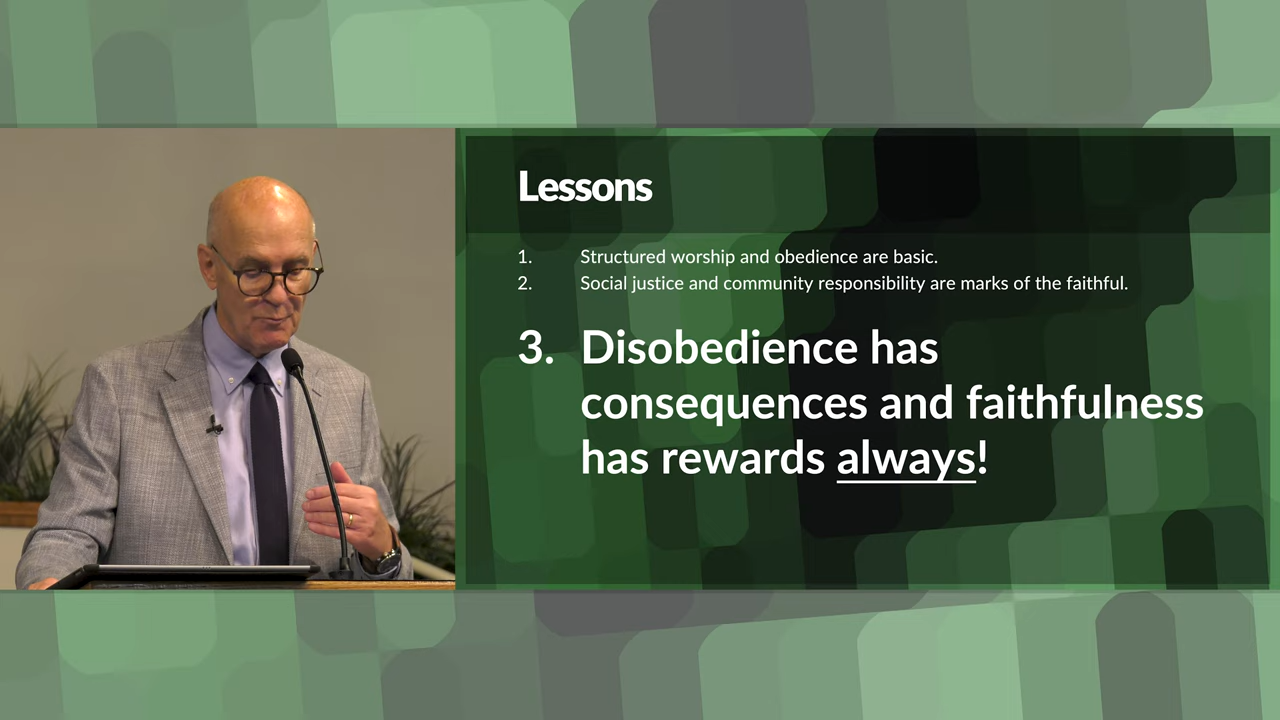 Lessons
1. Structured worship and obedience are basic.
2. Social justice and community responsibility are marks of the faithful.
3. Disobedience has
consequences and faithfulness
has rewards always!